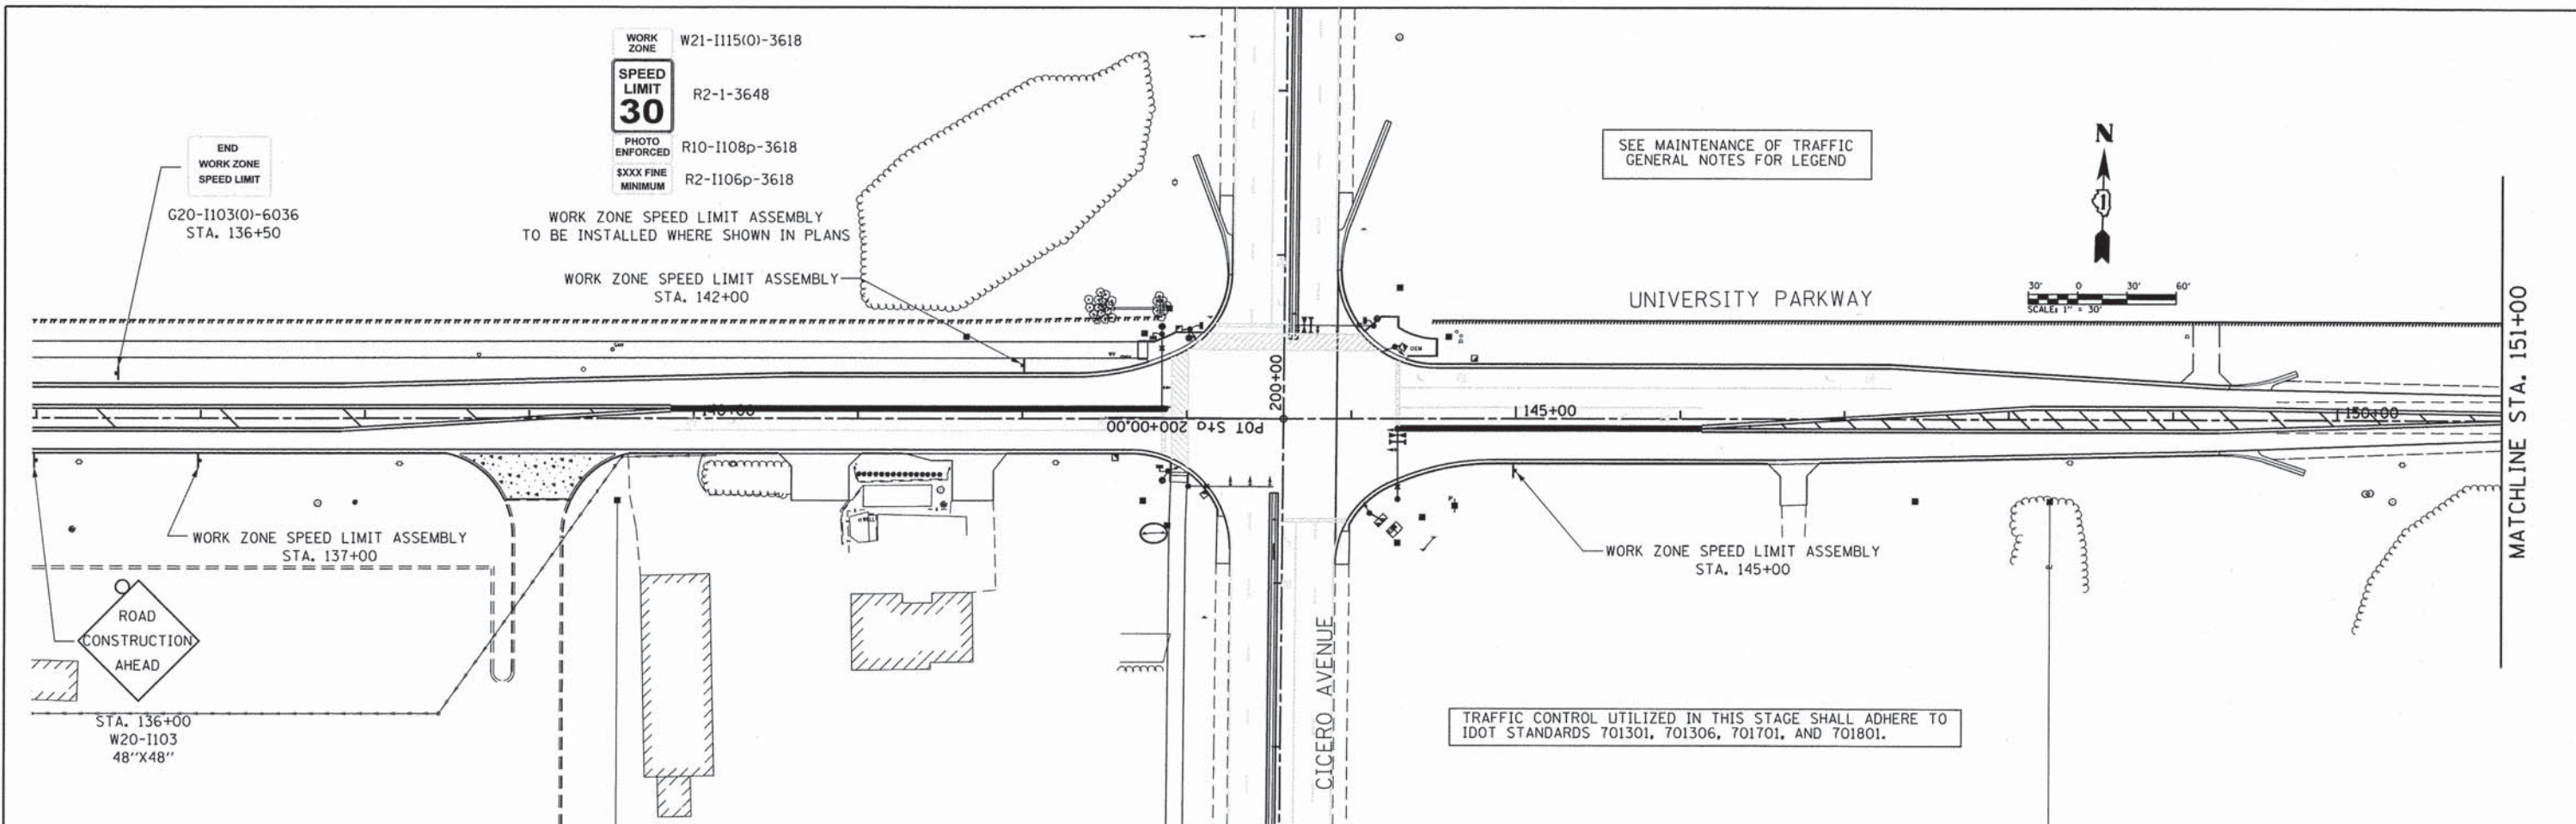 WORK
ZONE
W21-I115(O)-3618
SPEED
LIMIT
30
R2-1-3648
PHOTO
ENFORCED
R10-I108p-3618
$XXX FINE
MINIMUM
R2-I106p-3618
WORK ZONE SPEED LIMIT ASSEMBLY
TO BE INSTALLED WHERE SHOWN IN PLANS
END
WORK ZONE
SPEED LIMIT
G20-I103(O)-6036
STA. 136+50
WORK ZONE SPEED LIMIT ASSEMBLY
STA. 142+00
SEE MAINTENANCE OF TRAFFIC
GENERAL NOTES FOR LEGEND
N
30' 0 30' 60'
SCALE: 1" = 30'
UNIVERSITY PARKWAY
MATCHLINE STA. 151+00
140+00
POT Sta 200+00.00
200+00
145+00
150+00
WELL
WORK ZONE SPEED LIMIT ASSEMBLY
STA. 137+00
WORK ZONE SPEED LIMIT ASSEMBLY
STA. 145+00
ROAD
CONSTRUCTION
AHEAD
STA. 136+00
W20-I103
48"X48"
CICERO AVENUE
TRAFFIC CONTROL UTILIZED IN THIS STAGE SHALL ADHERE TO
IDOT STANDARDS 701301, 701306, 701701, AND 701801.